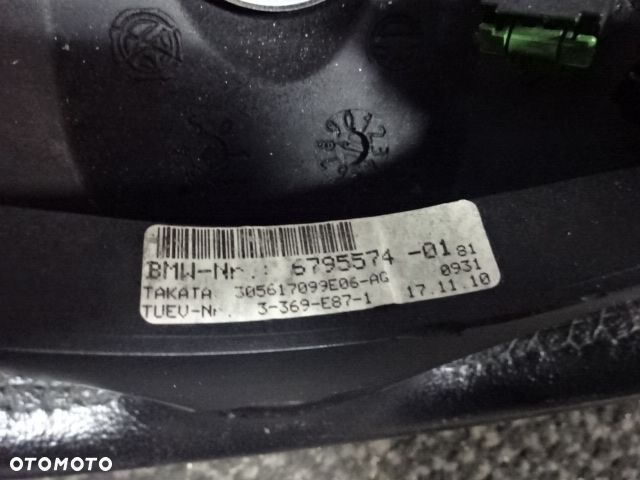 BMW-Nr.: 6795574 -01 81
TAKATA 305617099E06-AG 0931
TUEV-Nr. 3-369-E87-1 17.11.10
OTOMOTO